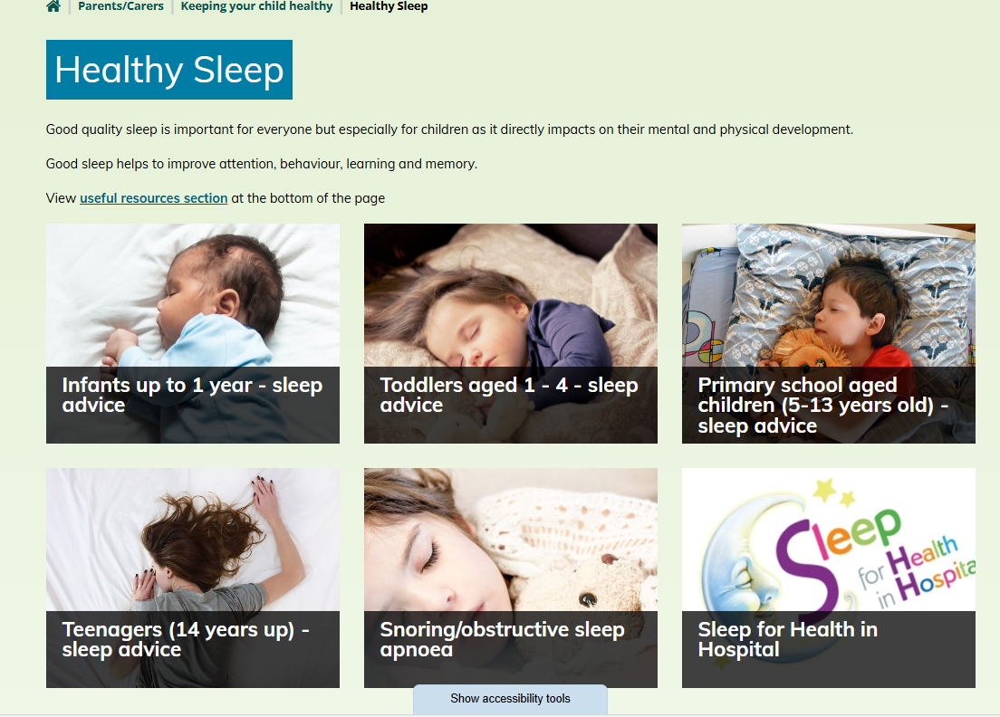 Parents/Carers | Keeping your child healthy | Healthy Sleep
Healthy Sleep
Good quality sleep is important for everyone but especially for children as it directly impacts on their mental and physical development.
Good sleep helps to improve attention, behaviour, learning and memory.
View useful resources section at the bottom of the page
Infants up to 1 year - sleep
advice
Toddlers aged 1 - 4 - sleep
advice
Primary school aged
children (5-13 years old) -
sleep advice
Teenagers (14 years up) -
sleep advice
Snoring/obstructive sleep
apnoea
Sleep
for Health
in Hospita
Sleep for Health in
Hospital
Show accessibility tools